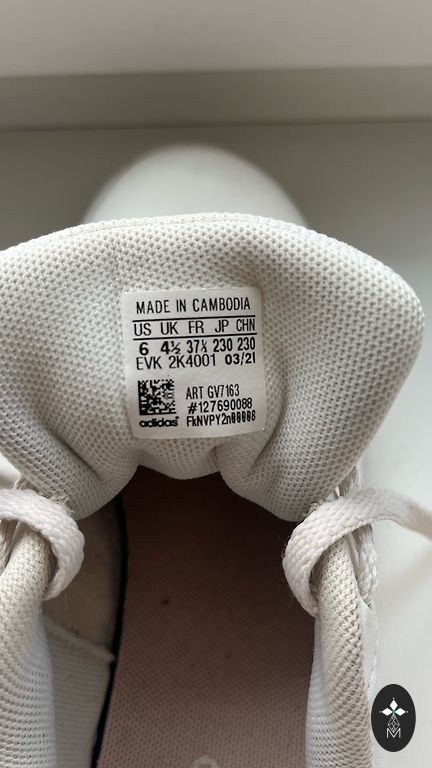 MADE IN CAMBODIA
US UK FR JP CHN
6 4½ 37⅓ 230 230
EVK 2K4001 03/21
ART GV7163
#127690088
adidas